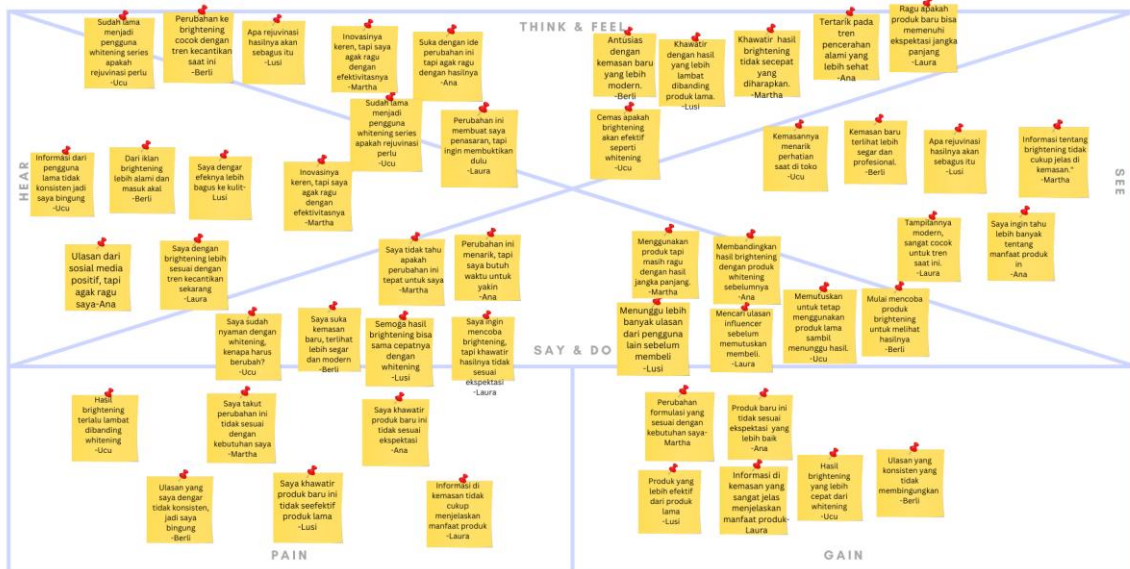 THINK & FEEL
Sudah lama
menjadi
pengguna
whitening series
apakah
rejuvinasi perlu
-Ucu
Perubahan ke
brightening
cocok dengan
tren kecantikan
saat ini
-Berli
Apa rejuvinasi
hasilnya akan
sebagus itu
-Lusi
Inovasinya
keren, tapi saya
agak ragu
dengan
efektivitasnya
-Martha
Suka dengan ide
perubahan ini
tapi agak ragu
dengan hasilnya
-Ana
Sudah lama
menjadi
pengguna
whitening series
apakah rejuvinasi
perlu
-Ucu
Perubahan ini
membuat saya
penasaran, tapi
ingin membuktikan
dulu
-Laura
Antusias
dengan
kemasan baru
yang lebih
modern.
-Berli
Khawatir
dengan hasil
yang lebih
lambat
dibanding
produk lama.
-Lusi
Khawatir hasil
brightening
tidak secepat
yang
diharapkan.
-Martha
Tertarik pada
tren
pencerahan
alami yang
lebih sehat
-Ana
Ragu apakah
produk baru bisa
memenuhi
ekspektasi jangka
panjang
-Laura
Cemas apakah
brightening
akan efektif
seperti
whitening
-Ucu
HEAR
Informasi dari
pengguna
lama tidak
konsisten jadi
saya bingung
-Ucu
Dari iklan
brightening
lebih alami dan
masuk akal
-Berli
Saya dengar
efeknya lebih
bagus ke kulit-
Lusi
Inovasinya
keren, tapi saya
agak ragu
dengan
efektivitasnya
-Martha
Ulasan dari
sosial media
positif, tapi
agak ragu
saya-Ana
Saya dengan
brightening lebih
sesuai dengan
tren kecantikan
sekarang
-Laura
SEE
Kemasannya
menarik
perhatian
saat di toko
-Ucu
Kemasan baru
terlihat lebih
segar dan
profesional.
-Berli
Apa rejuvinasi
hasilnya akan
sebagus itu
-Lusi
Informasi tentang
brightening tidak
cukup jelas di
kemasan."
-Martha
Tampilannya
modern,
sangat cocok
untuk tren
saat ini.
-Laura
Saya ingin tahu
lebih banyak
tentang
manfaat produk
in
-Ana
SAY & DO
Saya tidak tahu
apakah
perubahan ini
tepat untuk saya
-Martha
Perubahan ini
menarik, tapi
saya butuh
waktu untuk
yakin
-Ana
Saya sudah
nyaman dengan
whitening,
kenapa harus
berubah?
-Ucu
Saya suka
kemasan
baru, terlihat
lebih segar
dan modern
-Berli
Semoga hasil
brightening bisa
sama cepatnya
dengan
whitening
-Lusi
Saya ingin
mencoba
brightening,
tapi khawatir
hasilnya tidak
sesuai
ekspektasi
-Laura
Menggunakan
produk tapi
masih ragu
dengan hasil
jangka panjang.
-Martha
Membandingkan
hasil brightening
dengan produk
whitening
sebelumnya
-Ana
Menunggu lebih
banyak ulasan
dari pengguna
lain sebelum
membeli
-Lusi
Mencari ulasan
influencer
sebelum
memutuskan
membeli.
-Laura
Memutuskan
untuk tetap
menggunakan
produk lama
sambil
menunggu hasil.
-Ucu
Mulai mencoba
produk
brightening
untuk melihat
hasilnya
-Berli
PAIN
Hasil
brightening
terlalu lambat
dibanding
whitening
-Ucu
Saya takut
perubahan ini
tidak sesuai
dengan
kebutuhan saya
-Martha
Saya khawatir
produk baru ini
tidak sesuai
ekspektasi
-Ana
Ulasan yang
saya dengar
tidak konsisten,
jadi saya
bingung
-Berli
Saya khawatir
produk baru ini
tidak seefektif
produk lama
-Lusi
Informasi di
kemasan tidak
cukup
menjelaskan
manfaat produk
-Laura
GAIN
Perubahan
formulasi yang
sesuai dengan
kebutuhan saya-
Martha
Produk baru ini
tidak sesuai
ekspektasi yang
lebih baik
-Ana
Produk yang
lebih efektif
dari produk
lama
-Lusi
Informasi di
kemasan yang
sangat jelas
menjelaskan
manfaat produk-
Laura
Hasil
brightening
yang lebih
cepat dari
whitening
-Ucu
Ulasan yang
konsisten yang
tidak
membingungkan
-Berli